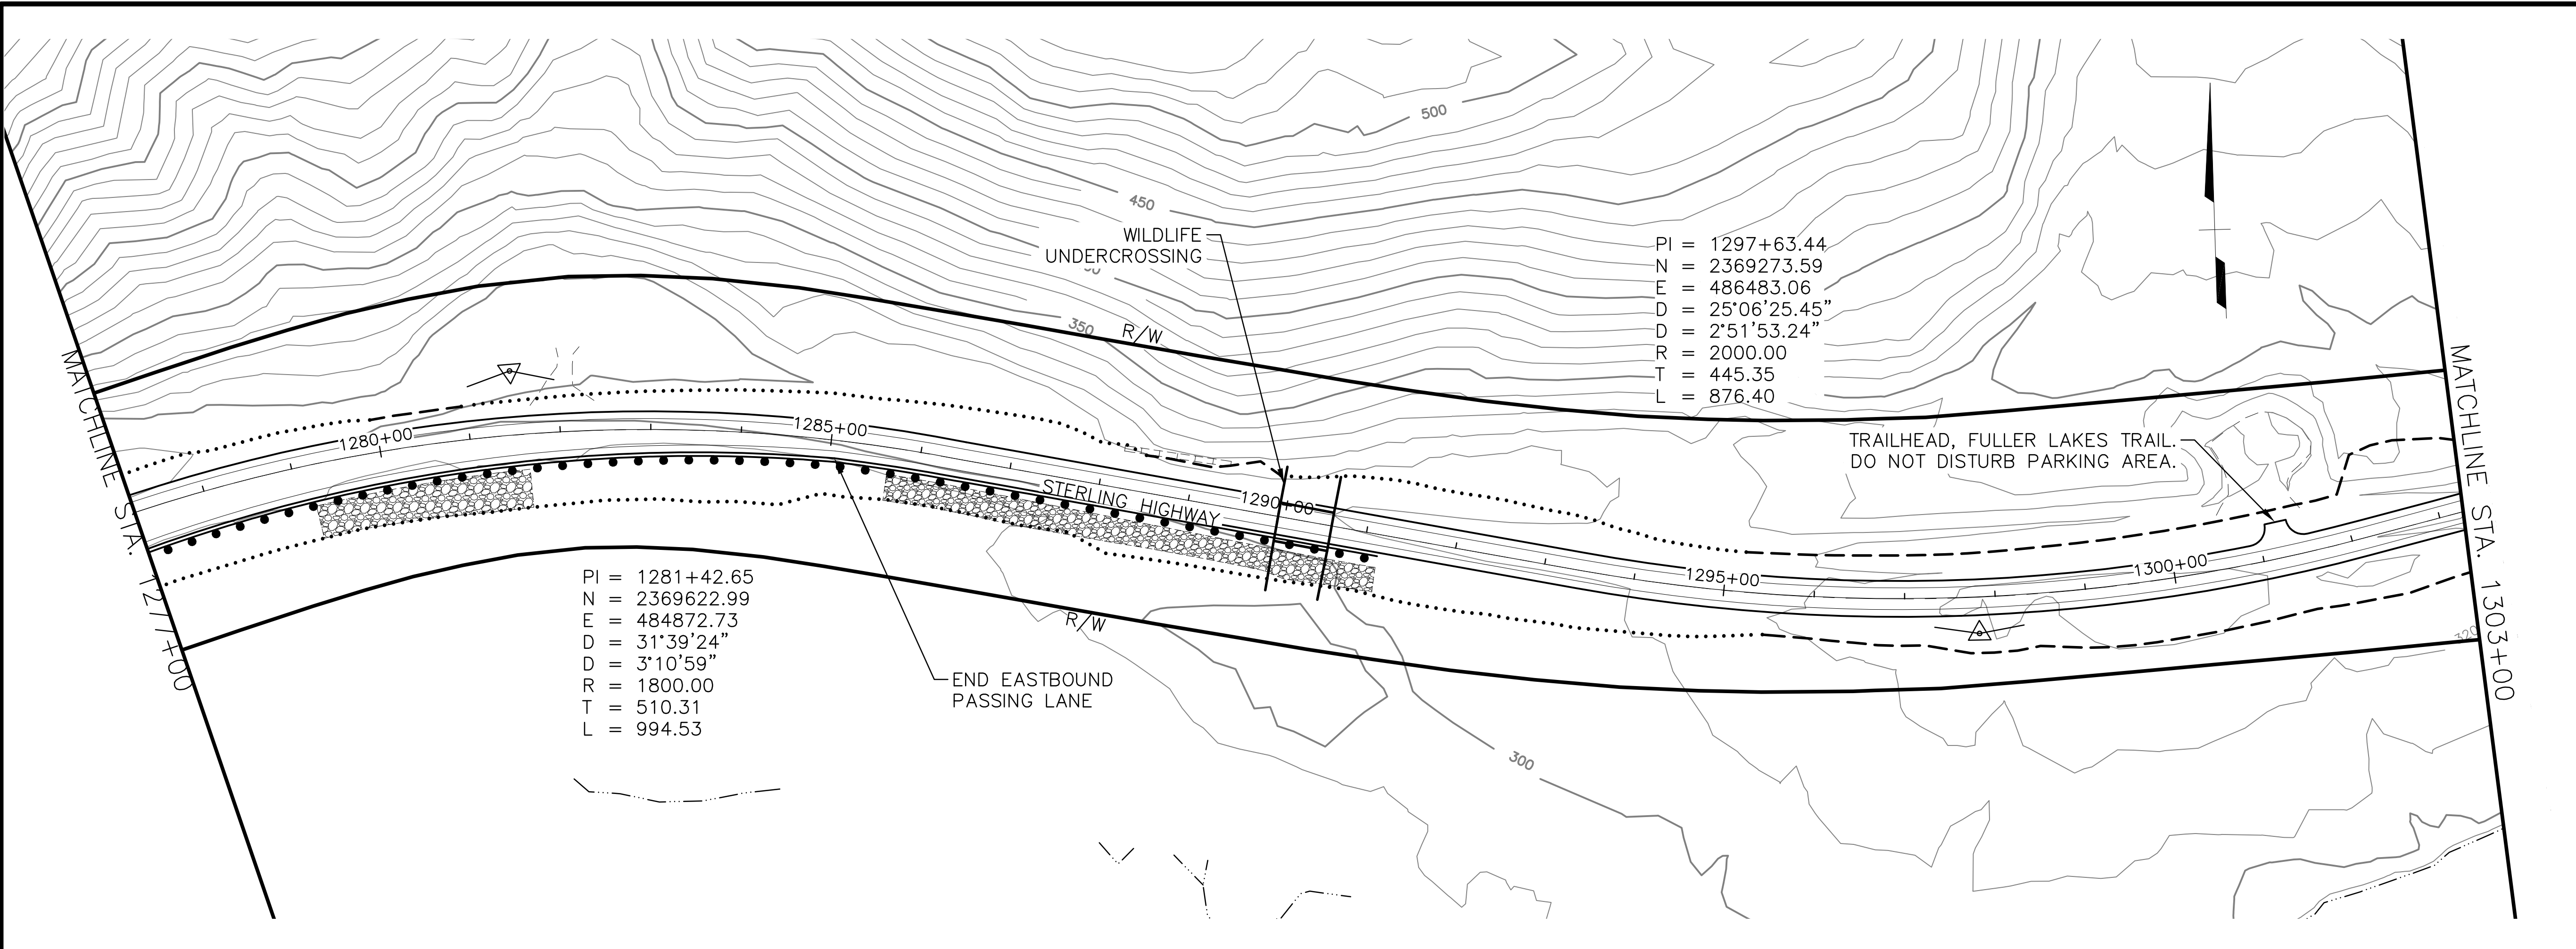 500
450
WILDLIFE
UNDERCROSSING
350
R/W
PI = 1297+63.44
N = 2369273.59
E = 486483.06
D = 25°06'25.45"
D = 2°51'53.24"
R = 2000.00
T = 445.35
L = 876.40
MATCHLINE STA. 1277+00
1280+00
1285+00
STERLING HIGHWAY
1290+00
1295+00
1300+00
TRAILHEAD, FULLER LAKES TRAIL.
DO NOT DISTURB PARKING AREA.
MATCHLINE STA. 1303+00
320
PI = 1281+42.65
N = 2369622.99
E = 484872.73
D = 31°39'24"
D = 3°10'59"
R = 1800.00
T = 510.31
L = 994.53
R/W
END EASTBOUND
PASSING LANE
300